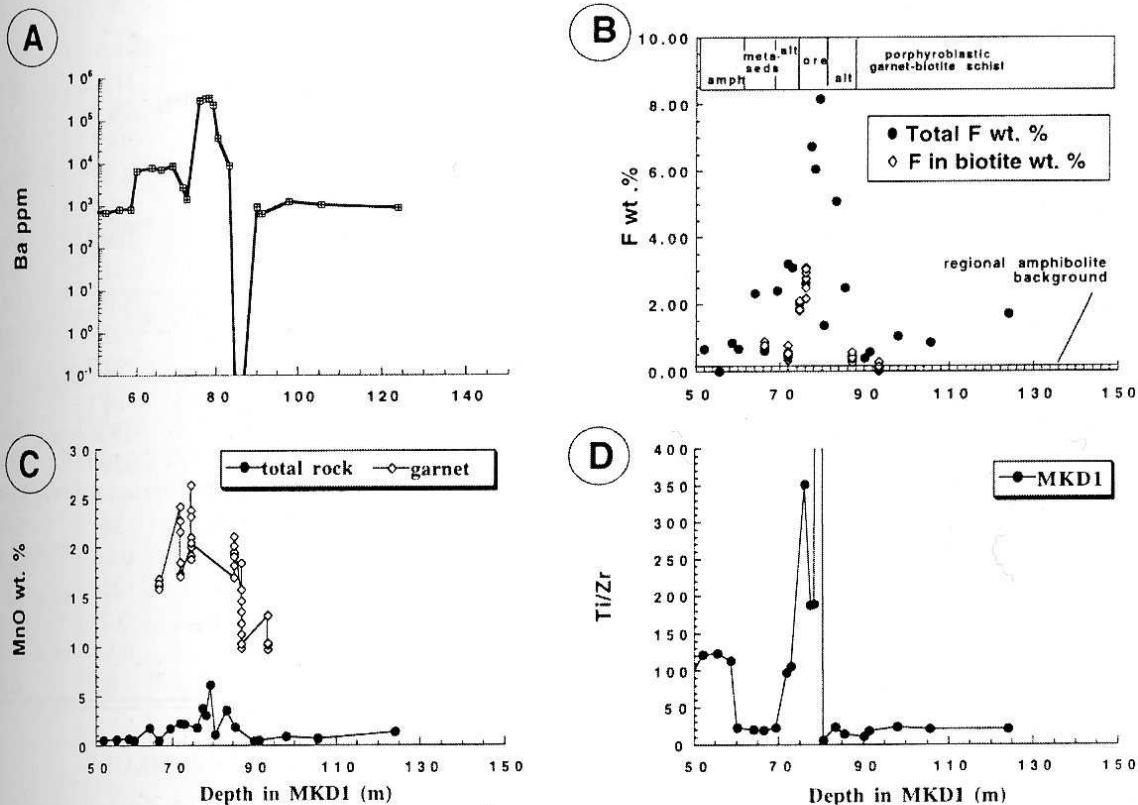 A
Ba ppm
10^6
10^5
10^4
10^3
10^2
10^1
10^0
10^-1
60 80 100 120 140
B
F wt.%
10.00
8.00
6.00
4.00
2.00
0.00
amph
meta-
seds
alt
ore
alt
porphyroblastic
garnet-biotite schist
Total F wt. %
F in biotite wt. %
regional amphibolite
background
50 70 90 110 130 150
C
MnO wt. %
30
25
20
15
10
5
0
total rock garnet
50 70 90 110 130 150
Depth in MKD1 (m)
D
Ti/Zr
400
350
300
250
200
150
100
50
0
MKD1
50 70 90 110 130 150
Depth in MKD1 (m)